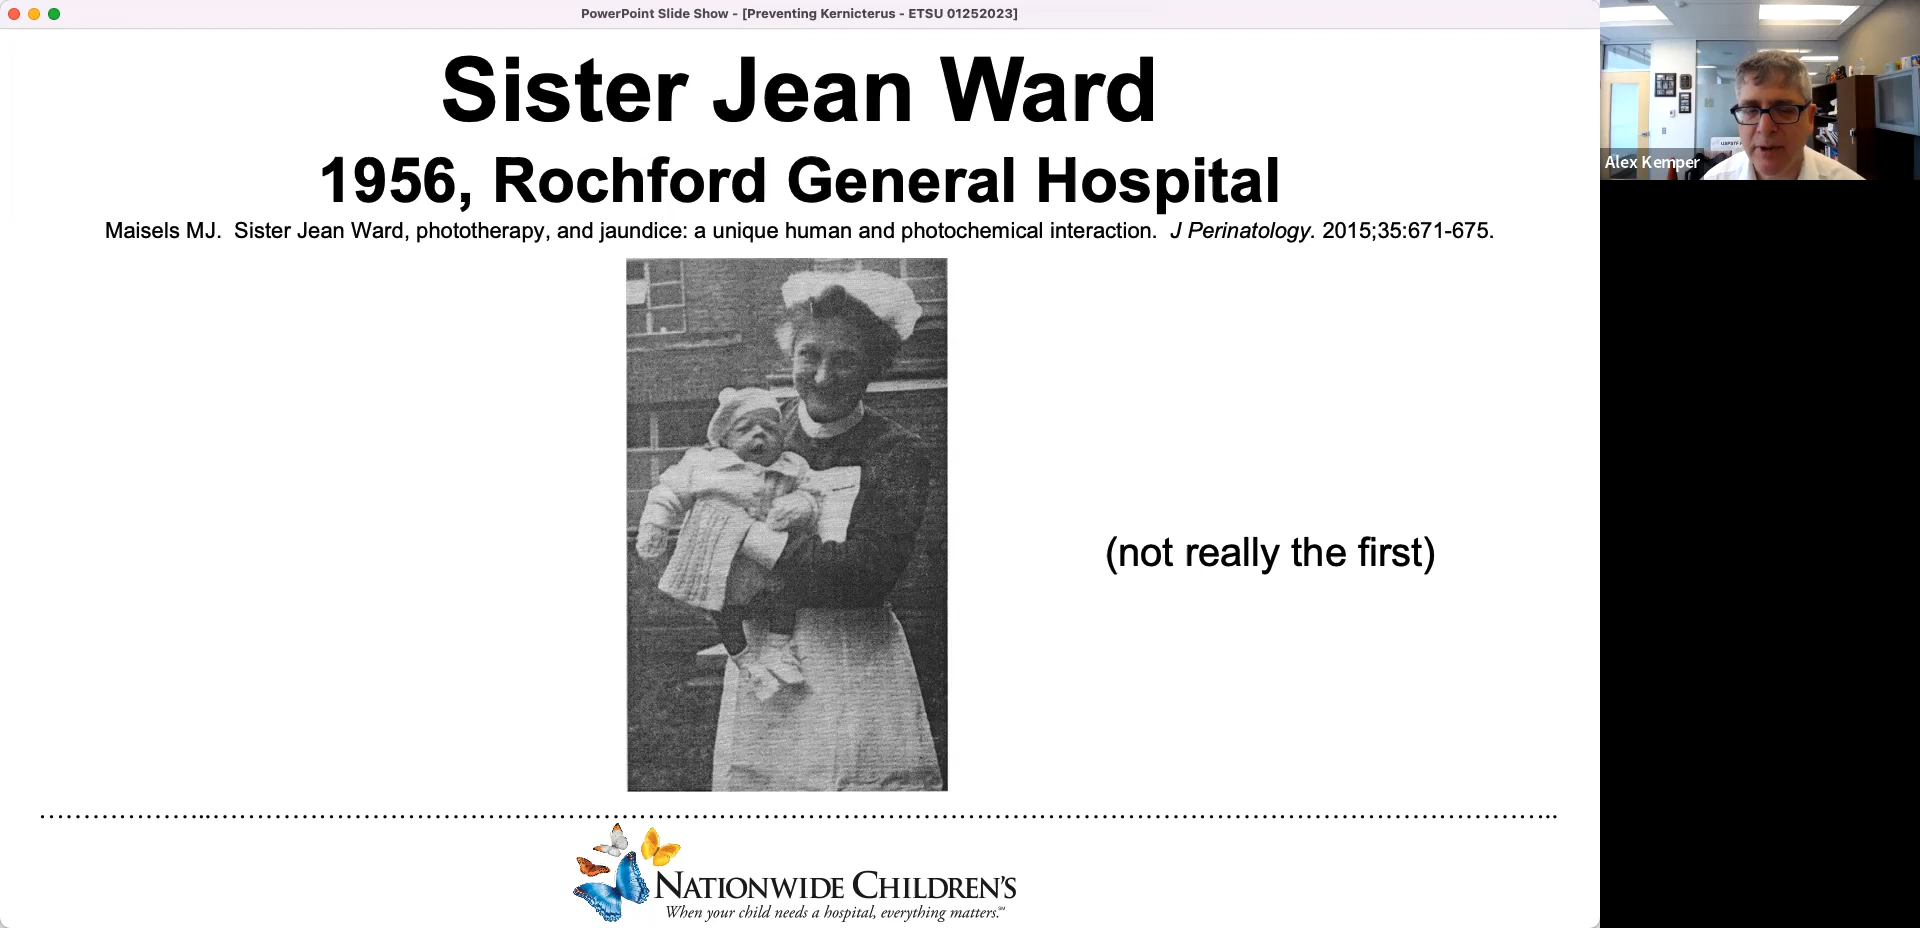 PowerPoint Slide Show - [Preventing Kernicterus - ETSU 01252023]
Sister Jean Ward
1956, Rochford General Hospital
Maisels MJ. Sister Jean Ward, phototherapy, and jaundice: a unique human and photochemical interaction. J Perinatology. 2015;35:671-675.
(not really the first)
NATIONWIDE CHILDREN'S
When your child needs a hospital, everything matters.℠
Alex Kemper